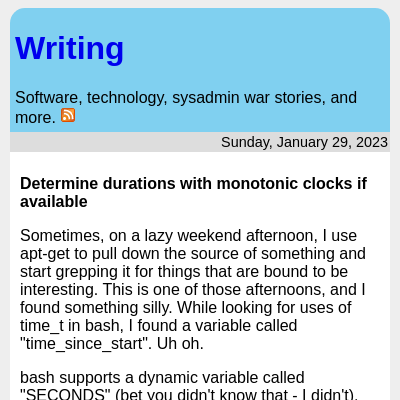 Writing
Software, technology, sysadmin war stories, and
more.
Sunday, January 29, 2023
Determine durations with monotonic clocks if
available
Sometimes, on a lazy weekend afternoon, I use
apt-get to pull down the source of something and
start grepping it for things that are bound to be
interesting. This is one of those afternoons, and I
found something silly. While looking for uses of
time_t in bash, I found a variable called
"time_since_start". Uh oh.
bash supports a dynamic variable called
"SECONDS" (bet you didn't know that - I didn't),